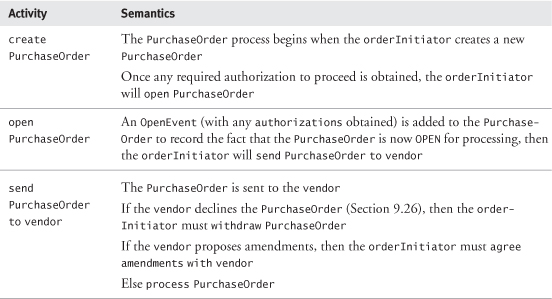 Activity Semantics
create The PurchaseOrder process begins when the orderInitiator creates a new
PurchaseOrder PurchaseOrder
Once any required authorization to proceed is obtained, the orderInitiator
will open PurchaseOrder
open An OpenEvent (with any authorizations obtained) is added to the Purchase-
PurchaseOrder Order to record the fact that the PurchaseOrder is now OPEN for processing, then
the orderInitiator will send PurchaseOrder to vendor
send The PurchaseOrder is sent to the vendor
PurchaseOrder If the vendor declines the PurchaseOrder (Section 9.26), then the order-
to vendor Initiator must withdraw PurchaseOrder
If the vendor proposes amendments, then the orderInitiator must agree
amendments with vendor
Else process PurchaseOrder